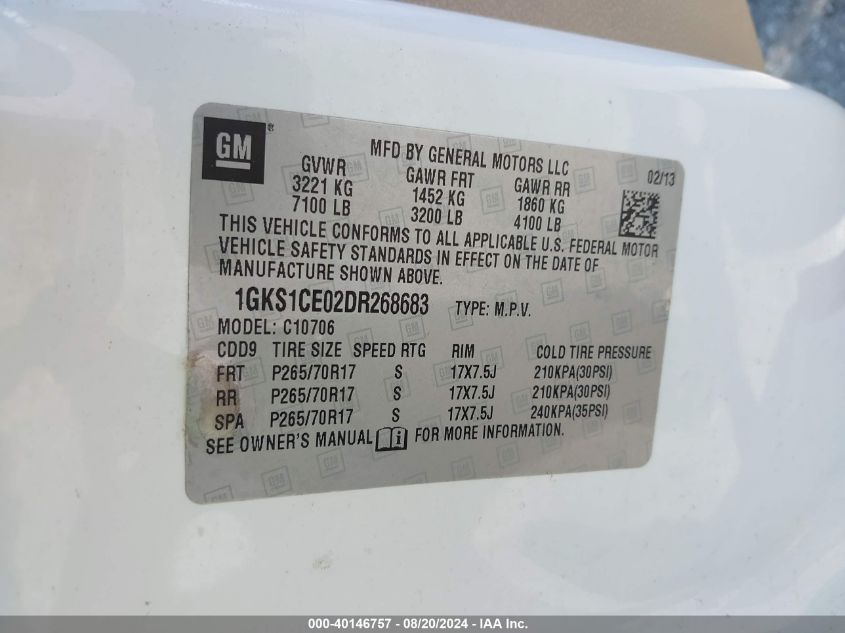 GM ®
MFD BY GENERAL MOTORS LLC
GVWR GAWR FRT GAWR RR 02/13
3221 KG 1452 KG 1860 KG
7100 LB 3200 LB 4100 LB
THIS VEHICLE CONFORMS TO ALL APPLICABLE U.S. FEDERAL MOTOR
VEHICLE SAFETY STANDARDS IN EFFECT ON THE DATE OF
MANUFACTURE SHOWN ABOVE.
1GKS1CE02DR268683 TYPE: M.P.V.
MODEL: C10706
CDD9 TIRE SIZE SPEED RTG RIM COLD TIRE PRESSURE
FRT P265/70R17 S 17X7.5J 210KPA(30PSI)
RR P265/70R17 S 17X7.5J 210KPA(30PSI)
SPA P265/70R17 S 17X7.5J 240KPA(35PSI)
SEE OWNER'S MANUAL i FOR MORE INFORMATION.
000-40146757 - 08/20/2024 - IAA Inc.